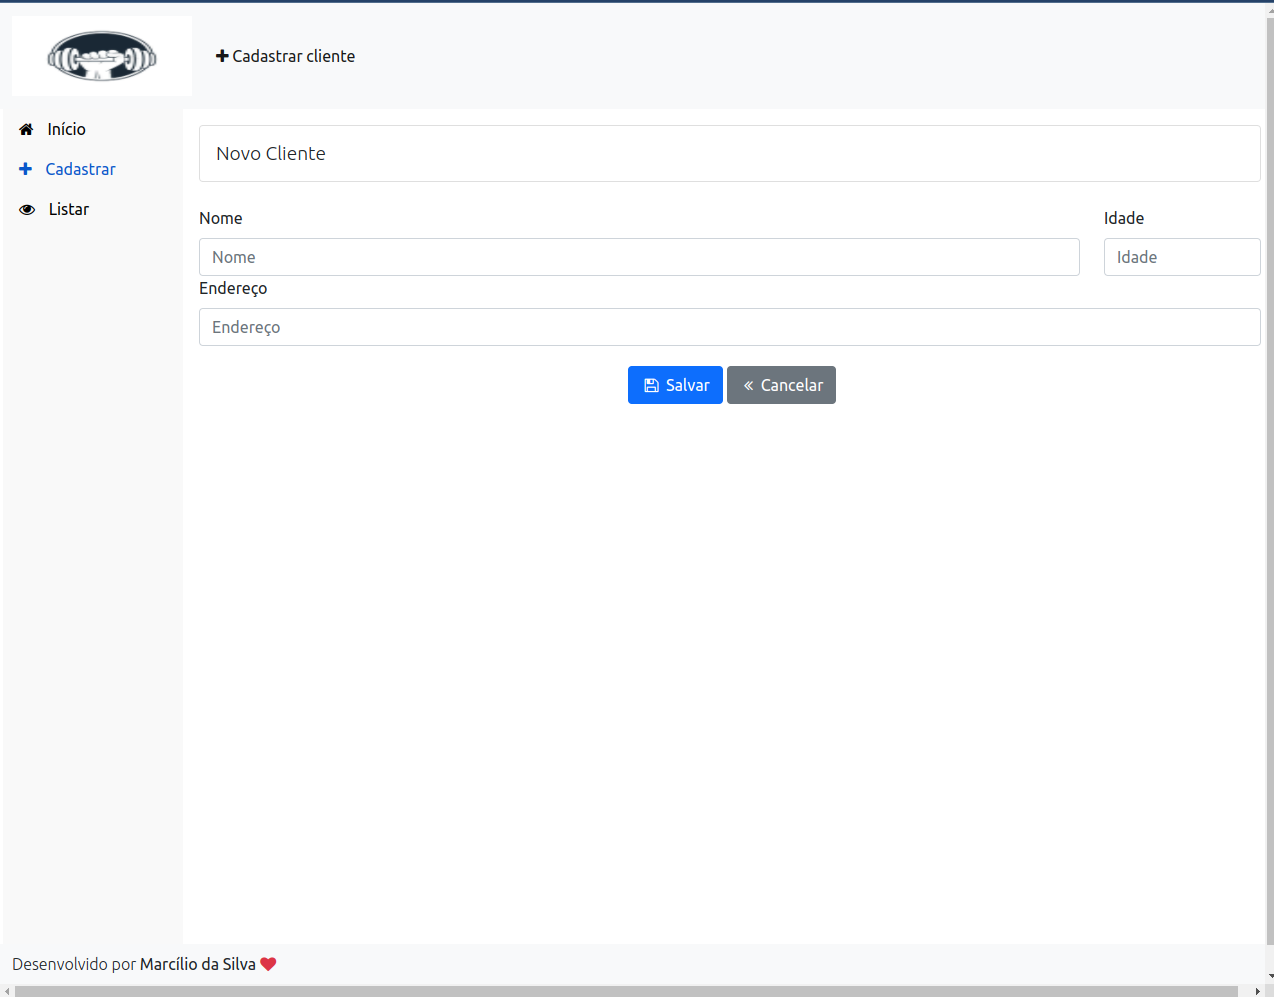 Cadastrar cliente
Início
Cadastrar
Listar
Novo Cliente
Nome
Idade
Nome
Idade
Endereço
Endereço
Salvar
Cancelar
Desenvolvido por Marcílio da Silva